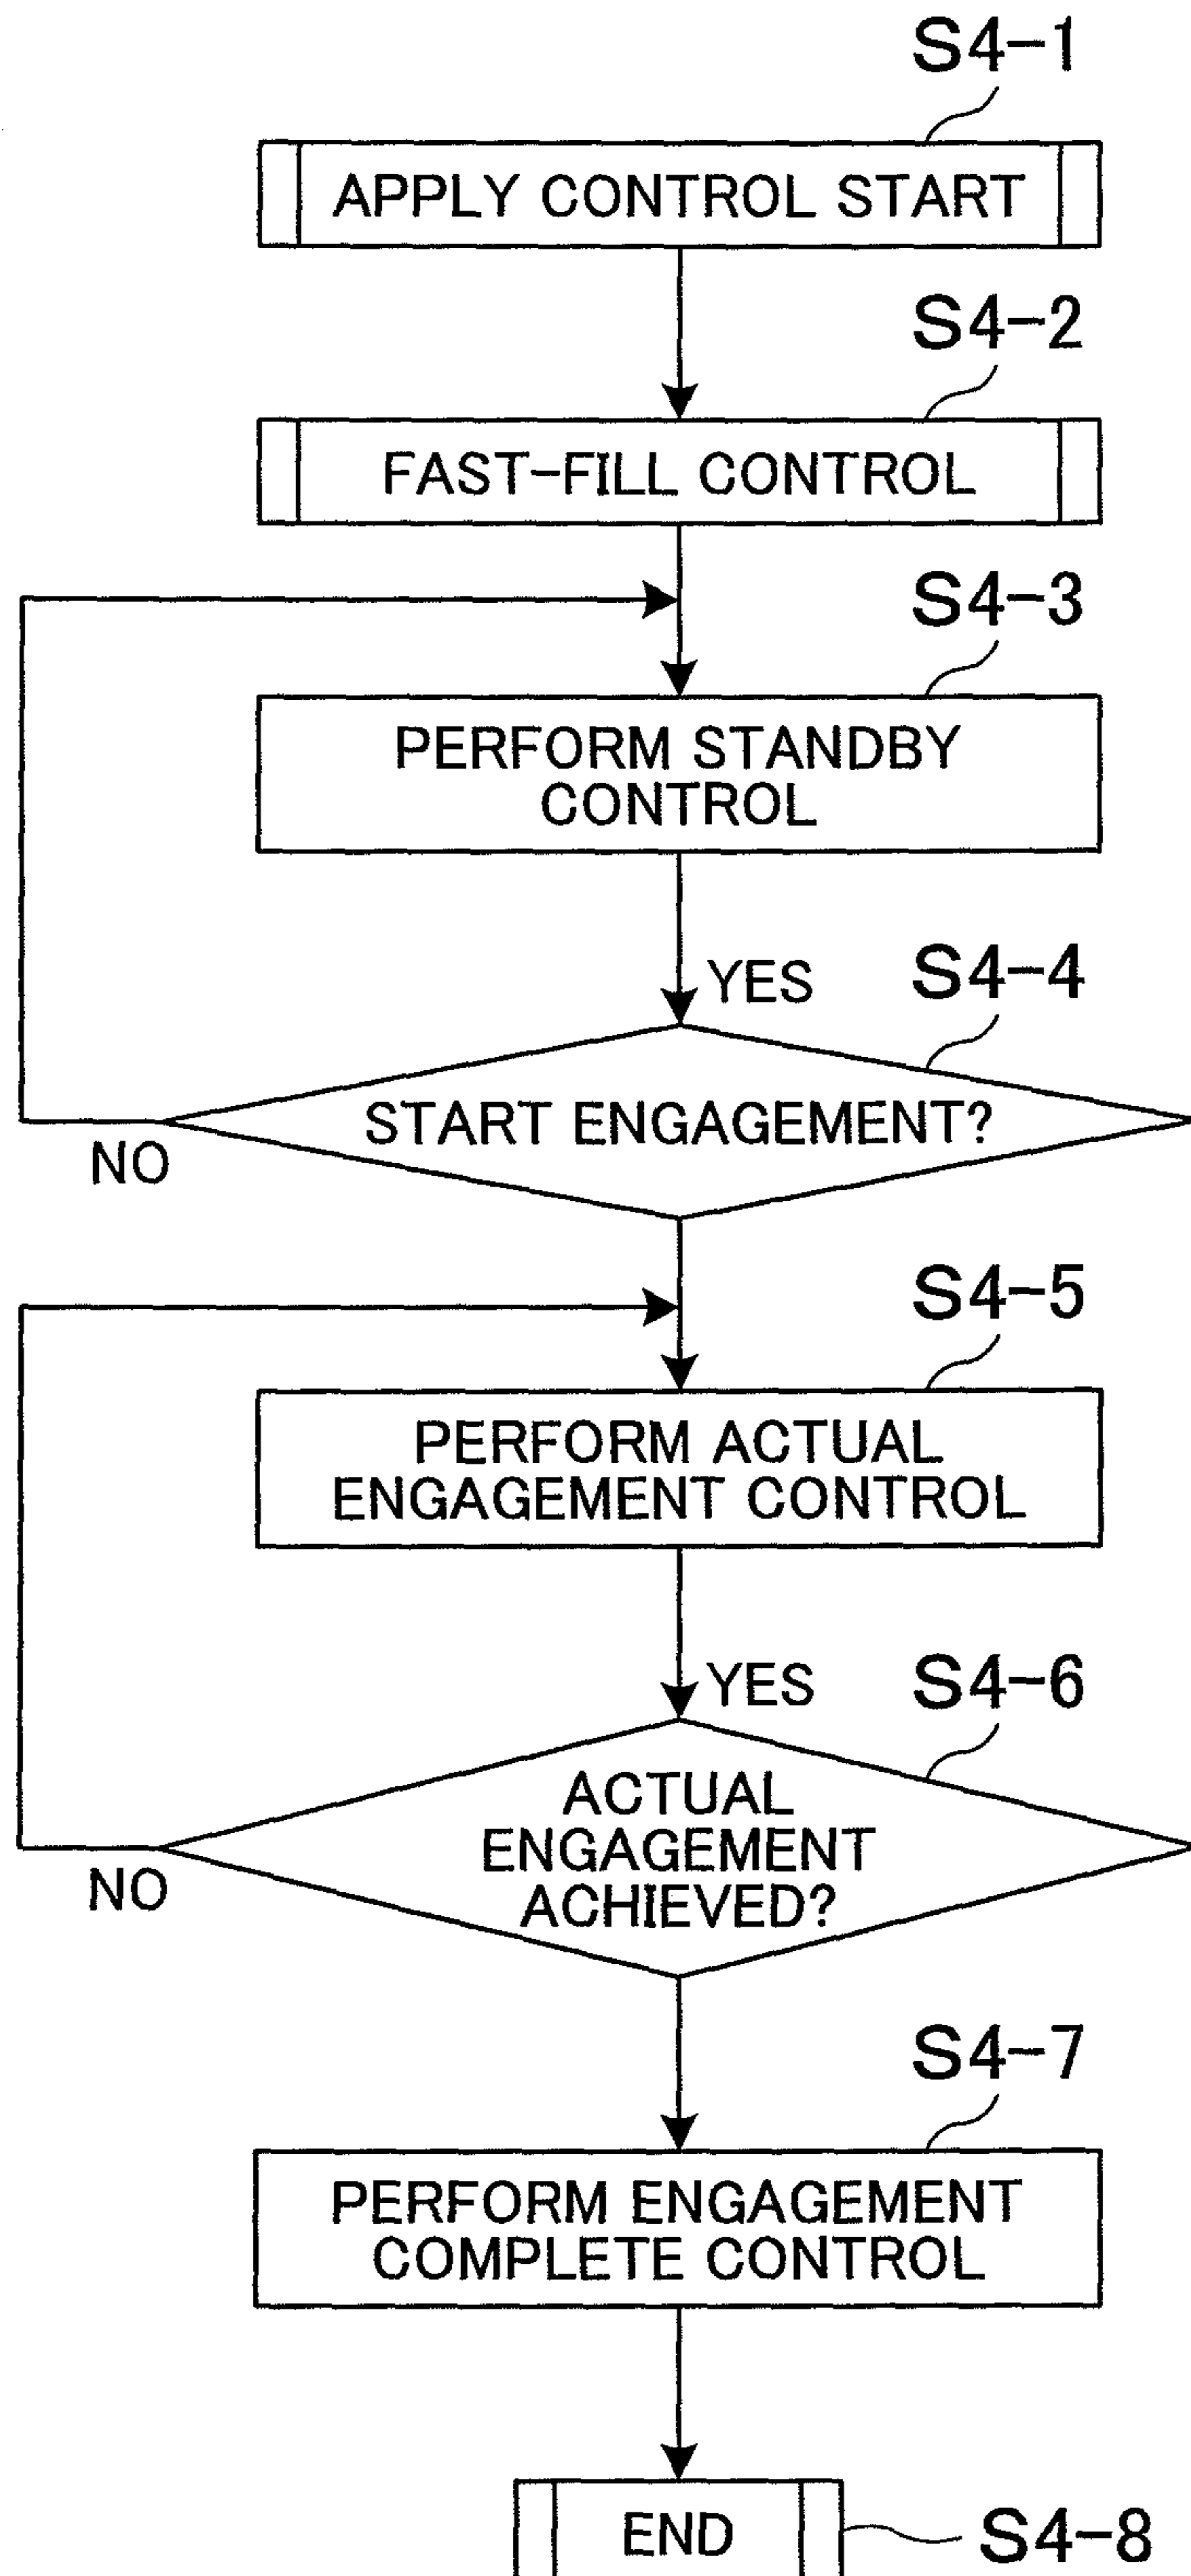 S4-1
APPLY CONTROL START
S4-2
FAST-FILL CONTROL
S4-3
PERFORM STANDBY
CONTROL
YES
S4-4
START ENGAGEMENT?
NO
S4-5
PERFORM ACTUAL
ENGAGEMENT CONTROL
YES
S4-6
ACTUAL
ENGAGEMENT
ACHIEVED?
NO
S4-7
PERFORM ENGAGEMENT
COMPLETE CONTROL
END
S4-8